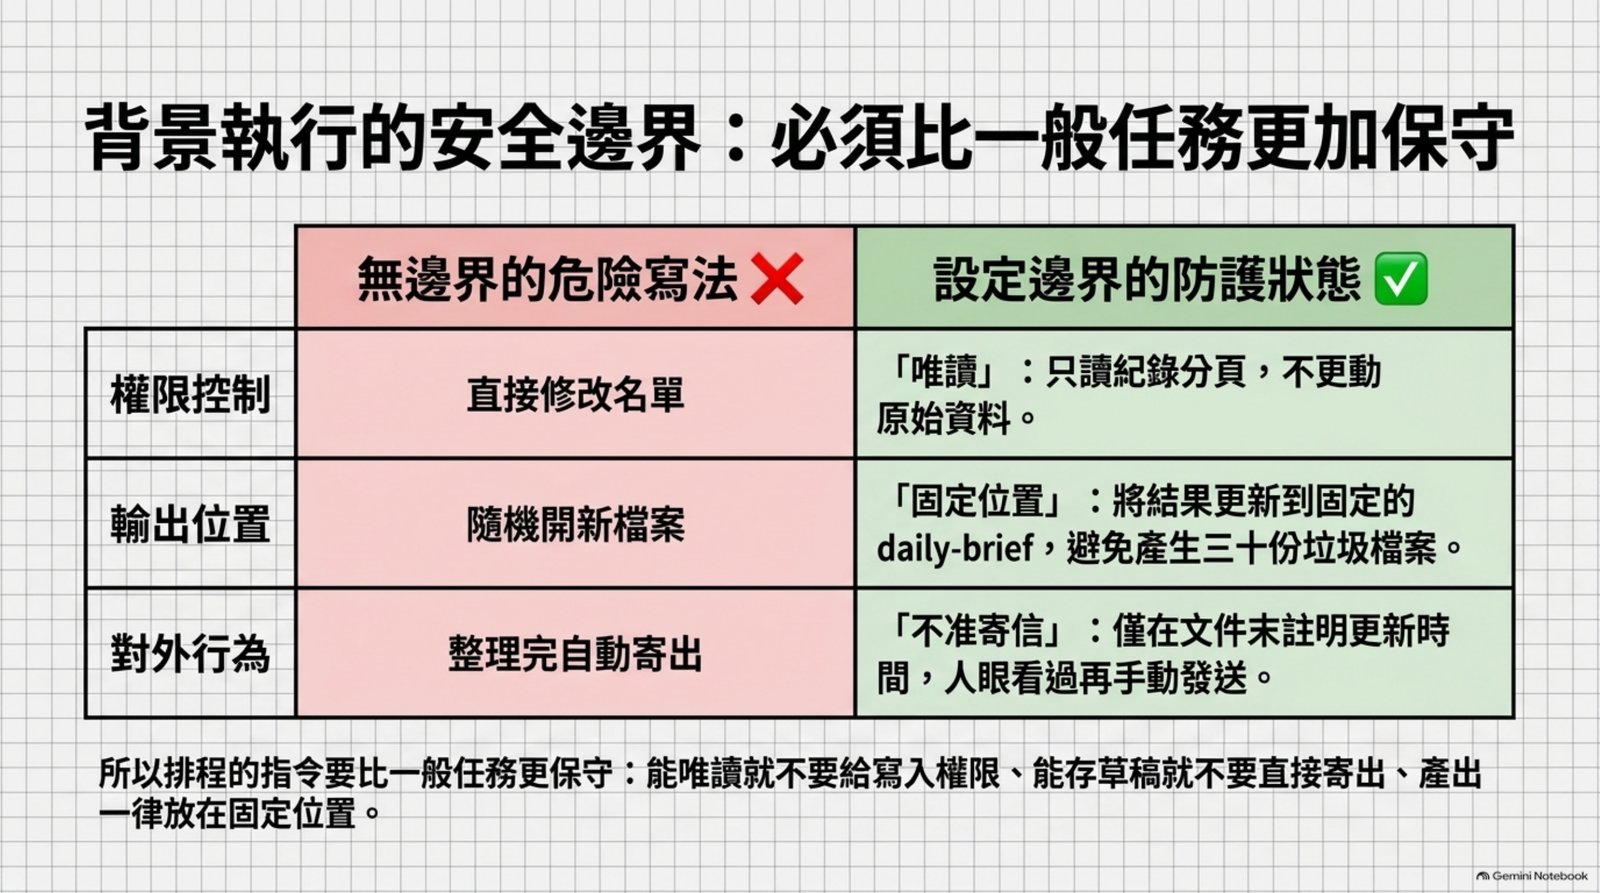 背景執行的安全邊界：必須比一般任務更加保守
無邊界的危險寫法 ❌
設定邊界的防護狀態 ✅
權限控制
直接修改名單
「唯讀」：只讀紀錄分頁，不更動
原始資料。
輸出位置
隨機開新檔案
「固定位置」：將結果更新到固定的
daily-brief，避免產生三十份垃圾檔案。
對外行為
整理完自動寄出
「不准寄信」：僅在文件末註明更新時
間，人眼看過再手動發送。
所以排程的指令要比一般任務更保守：能唯讀就不要給寫入權限、能存草稿就不要直接寄出、產出
一律放在固定位置。
Gemini Notebook